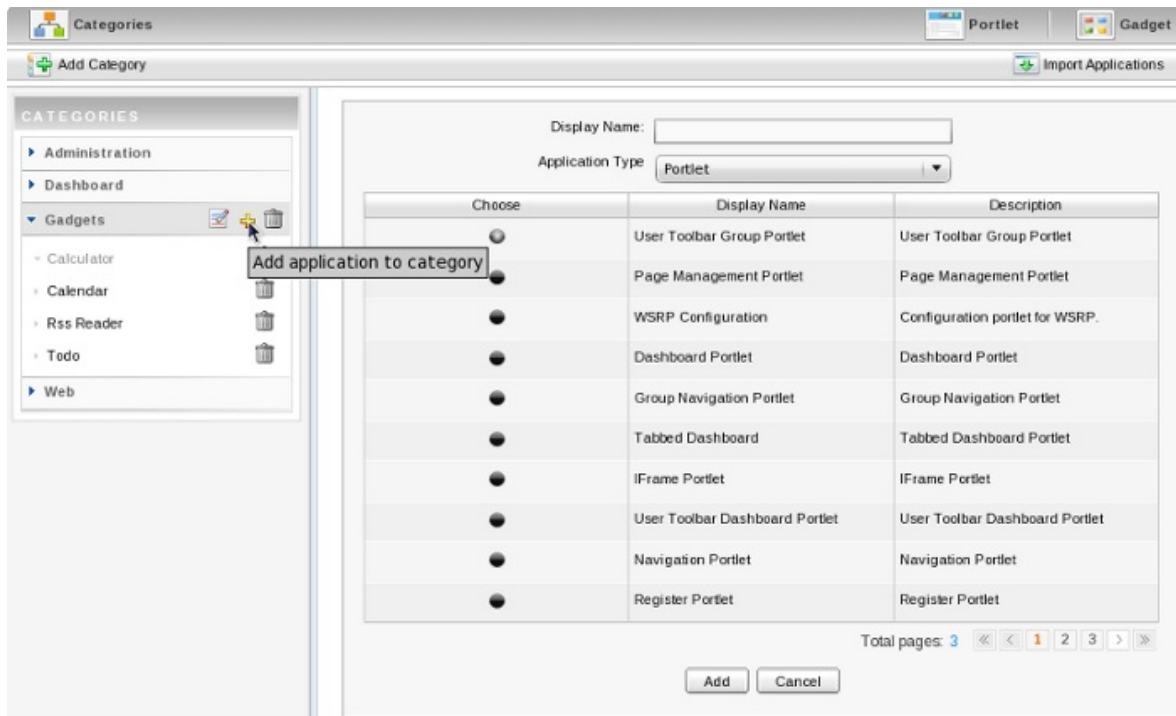 Categories
Portlet
Gadget
Add Category
Import Applications
CATEGORIES
Administration
Dashboard
Gadgets
Add application to category
Calculator
Calendar
Rss Reader
Todo
Web
Display Name:
Application Type
Portlet
Choose Display Name Description
User Toolbar Group Portlet User Toolbar Group Portlet
Page Management Portlet Page Management Portlet
WSRP Configuration Configuration portlet for WSRP.
Dashboard Portlet Dashboard Portlet
Group Navigation Portlet Group Navigation Portlet
Tabbed Dashboard Tabbed Dashboard Portlet
IFrame Portlet IFrame Portlet
User Toolbar Dashboard Portlet User Toolbar Dashboard Portlet
Navigation Portlet Navigation Portlet
Register Portlet Register Portlet
Total pages: 3 « < 1 2 3 > »
Add Cancel